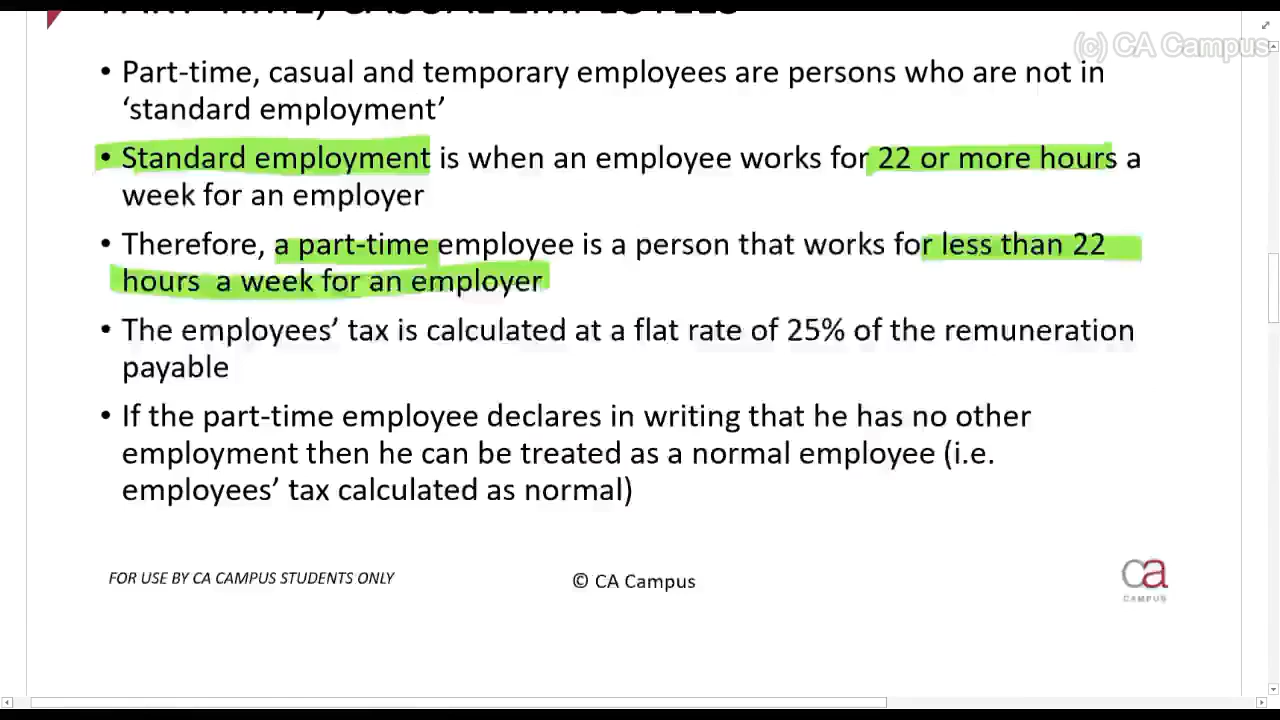 PART-TIME, CASUAL EMPLOYEES
(c) CA Campus
• Part-time, casual and temporary employees are persons who are not in
‘standard employment’
• Standard employment is when an employee works for 22 or more hours a
week for an employer
• Therefore, a part-time employee is a person that works for less than 22
hours a week for an employer
• The employees’ tax is calculated at a flat rate of 25% of the remuneration
payable
• If the part-time employee declares in writing that he has no other
employment then he can be treated as a normal employee (i.e.
employees’ tax calculated as normal)
FOR USE BY CA CAMPUS STUDENTS ONLY
© CA Campus
ca
CAMPUS